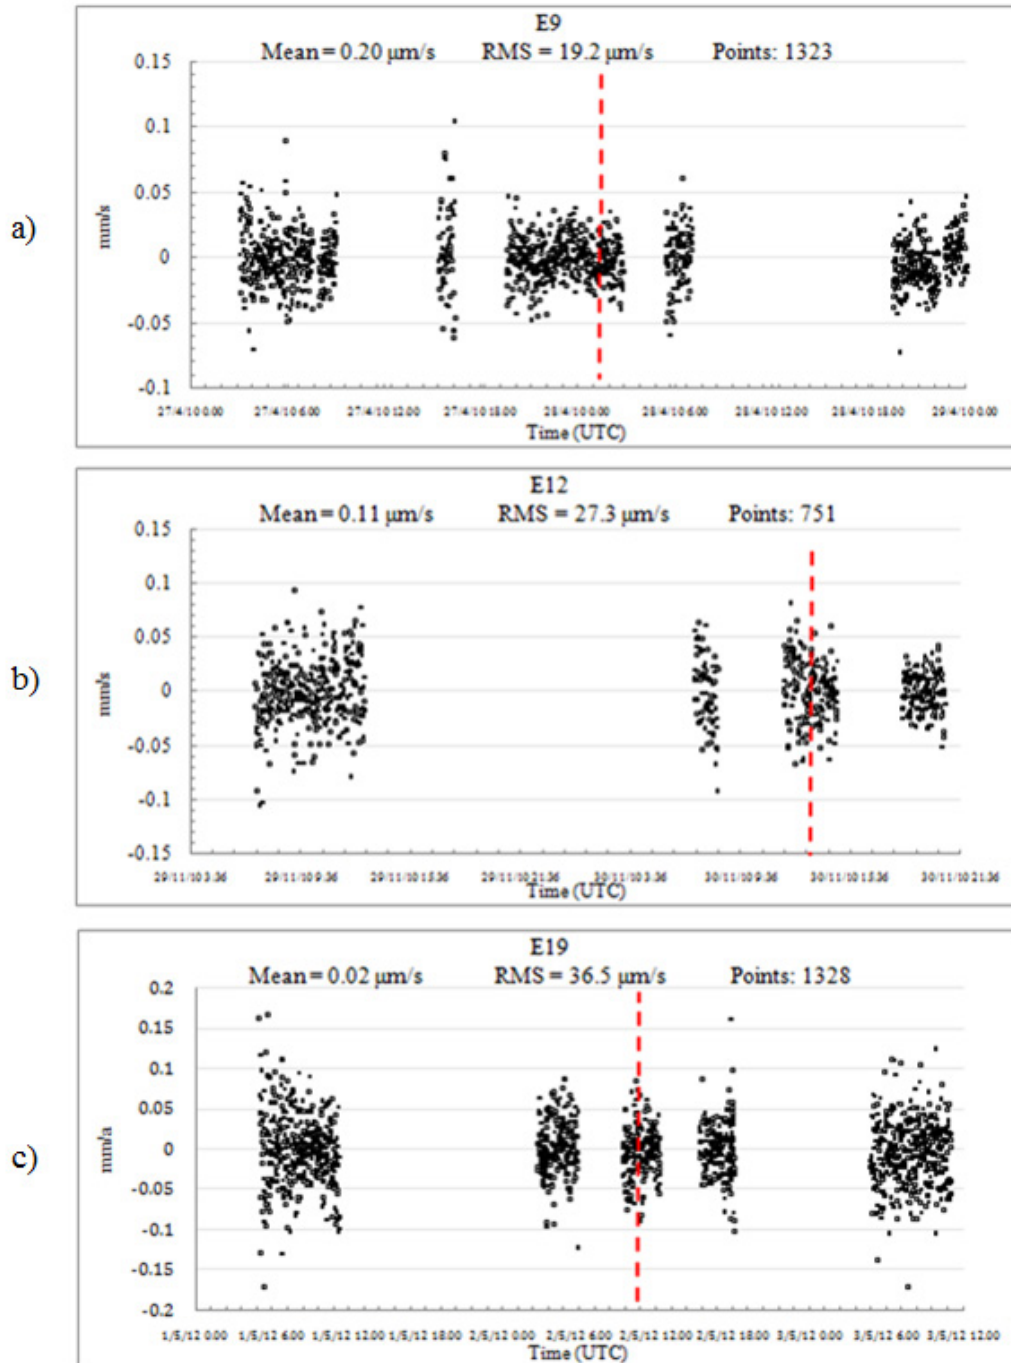 a)
E9
Mean = 0.20 μm/s RMS = 19.2 μm/s Points: 1323
mm/s
0.15
0.1
0.05
0
-0.05
-0.1
27/4/10 0.00 27/4/10 6.00 27/4/10 12.00 27/4/10 18.00 28/4/10 0.00 28/4/10 6.00 28/4/10 12.00 28/4/10 18.00 29/4/10 0.00
Time (UTC)
b)
E12
Mean = 0.11 μm/s RMS = 27.3 μm/s Points: 751
mm/s
0.15
0.1
0.05
0
-0.05
-0.1
-0.15
29/11/10 3.36 29/11/10 9.36 29/11/10 15.36 29/11/10 21.36 30/11/10 3.36 30/11/10 9.36 30/11/10 15.36 30/11/10 21.36
Time (UTC)
c)
E19
Mean = 0.02 μm/s RMS = 36.5 μm/s Points: 1328
mm/a
0.2
0.15
0.1
0.05
0
-0.05
-0.1
-0.15
-0.2
1/5/12 0.00 1/5/12 6.00 1/5/12 12.00 1/5/12 18.00 2/5/12 0.00 2/5/12 6.00 2/5/12 12.00 2/5/12 18.00 3/5/12 0.00 3/5/12 6.00 3/5/12 12.00
Time (UTC)